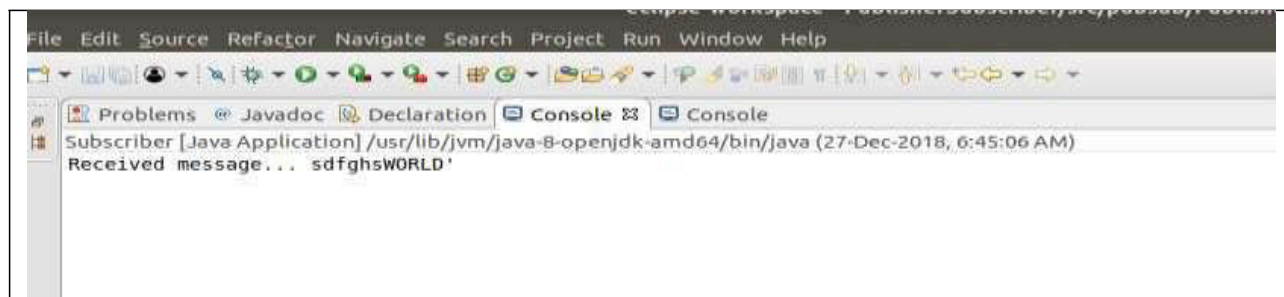 File Edit Source Refactor Navigate Search Project Run Window Help
Problems Javadoc Declaration Console Console
Subscriber [Java Application] /usr/lib/jvm/java-8-openjdk-amd64/bin/java (27-Dec-2018, 6:45:06 AM)
Received message... sdfghsWORLD'